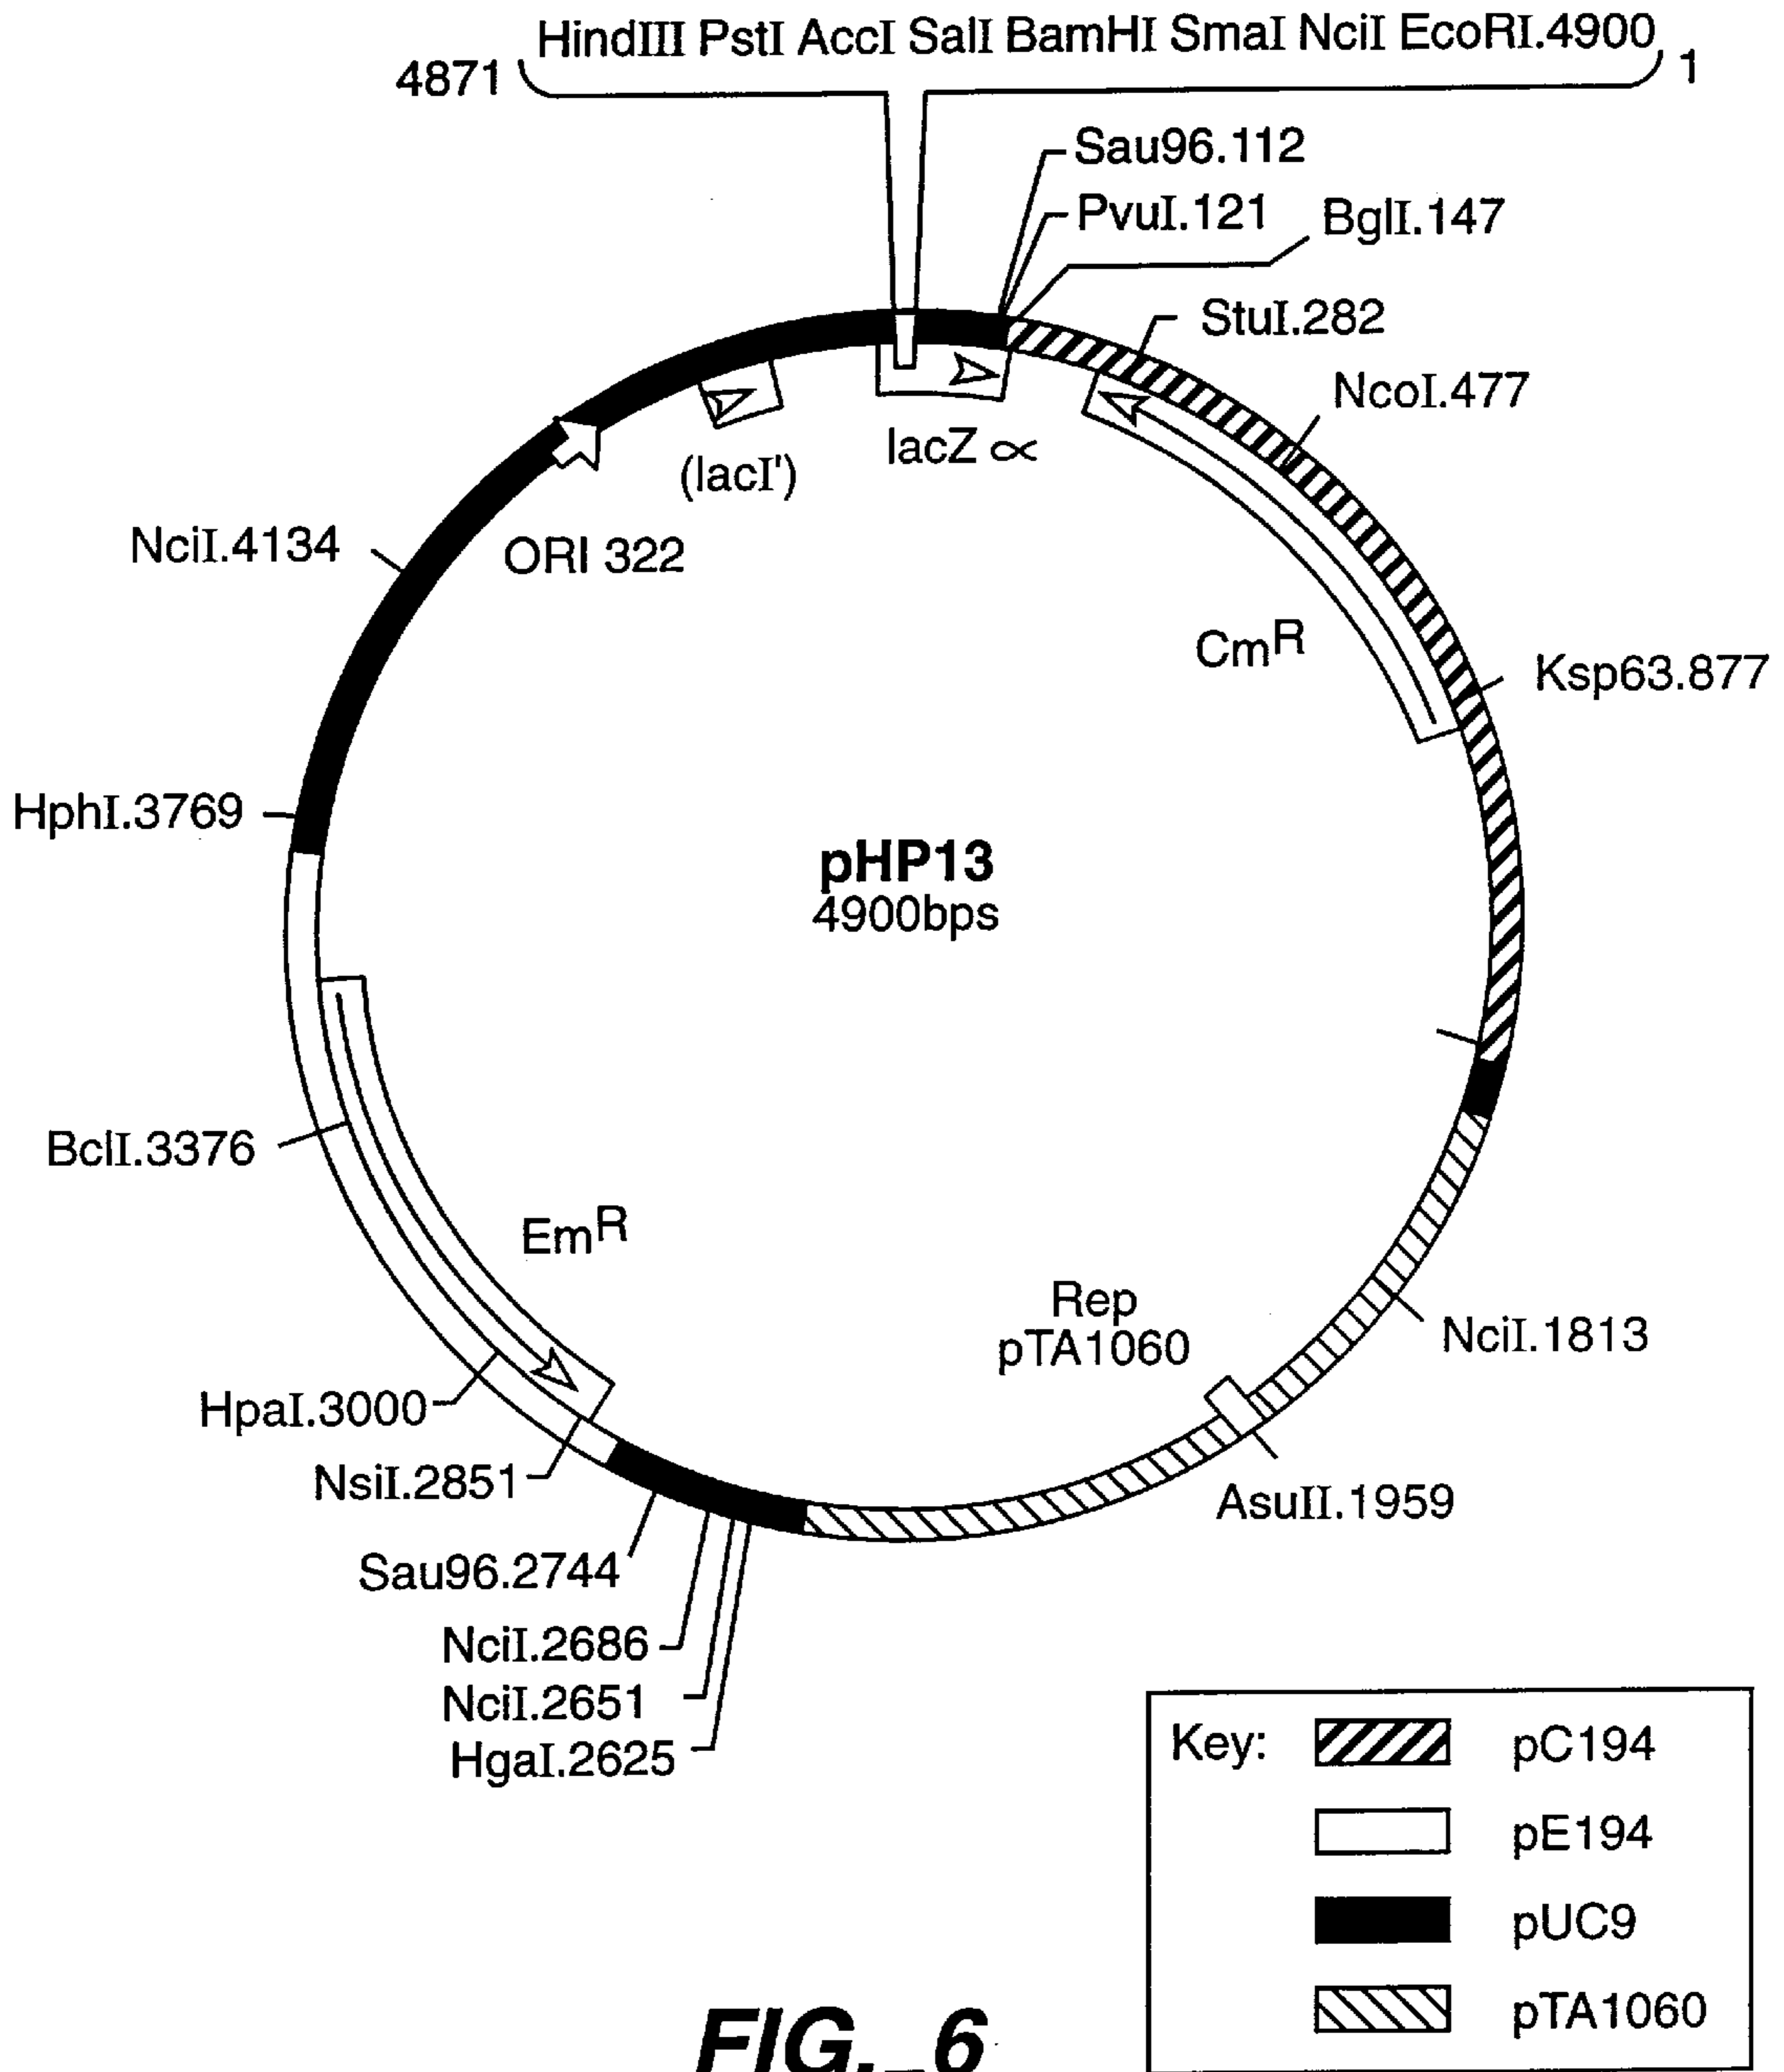 HindIII PstI AccI SalI BamHI SmaI NciI EcoRI.4900
4871
1
Sau96.112
PvuI.121
BglI.147
StuI.282
NcoI.477
lacZ ∝
(lacI')
NciI.4134
ORI 322
CmR
Ksp63.877
HphI.3769
pHP13
4900bps
BclI.3376
EmR
Rep
pTA1060
NciI.1813
HpaI.3000
NsiI.2851
AsuII.1959
Sau96.2744
NciI.2686
NciI.2651
HgaI.2625
Key:
pC194
pE194
pUC9
pTA1060
FIG._6